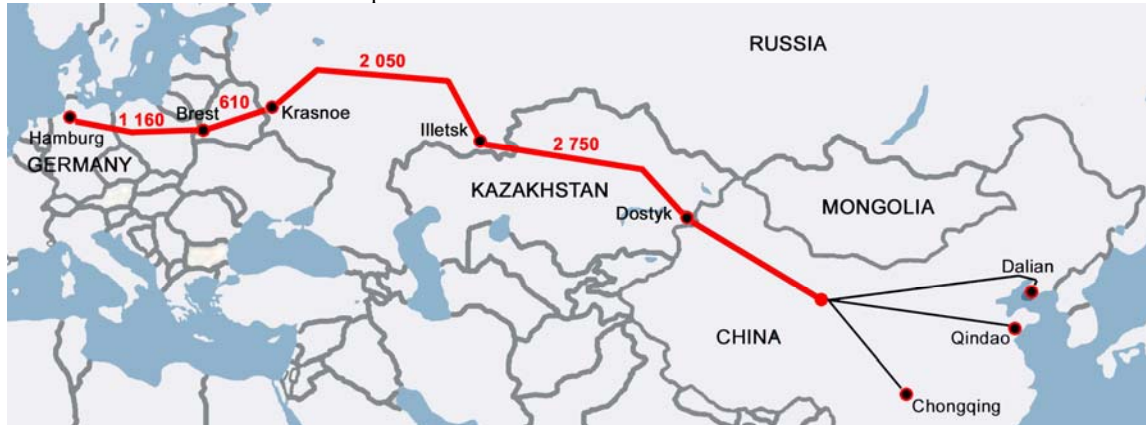 RUSSIA
2 050
610
Brest
Krasnoe
1 160
Hamburg
Illetsk
2 750
GERMANY
KAZAKHSTAN
MONGOLIA
Dostyk
Dalian
CHINA
Qindao
Chongqing